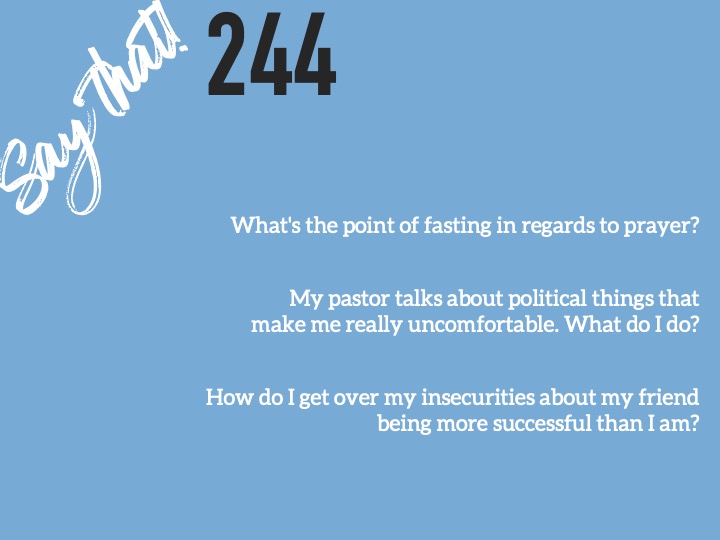 Say that!
244
What's the point of fasting in regards to prayer?
My pastor talks about political things that
make me really uncomfortable. What do I do?
How do I get over my insecurities about my friend
being more successful than I am?